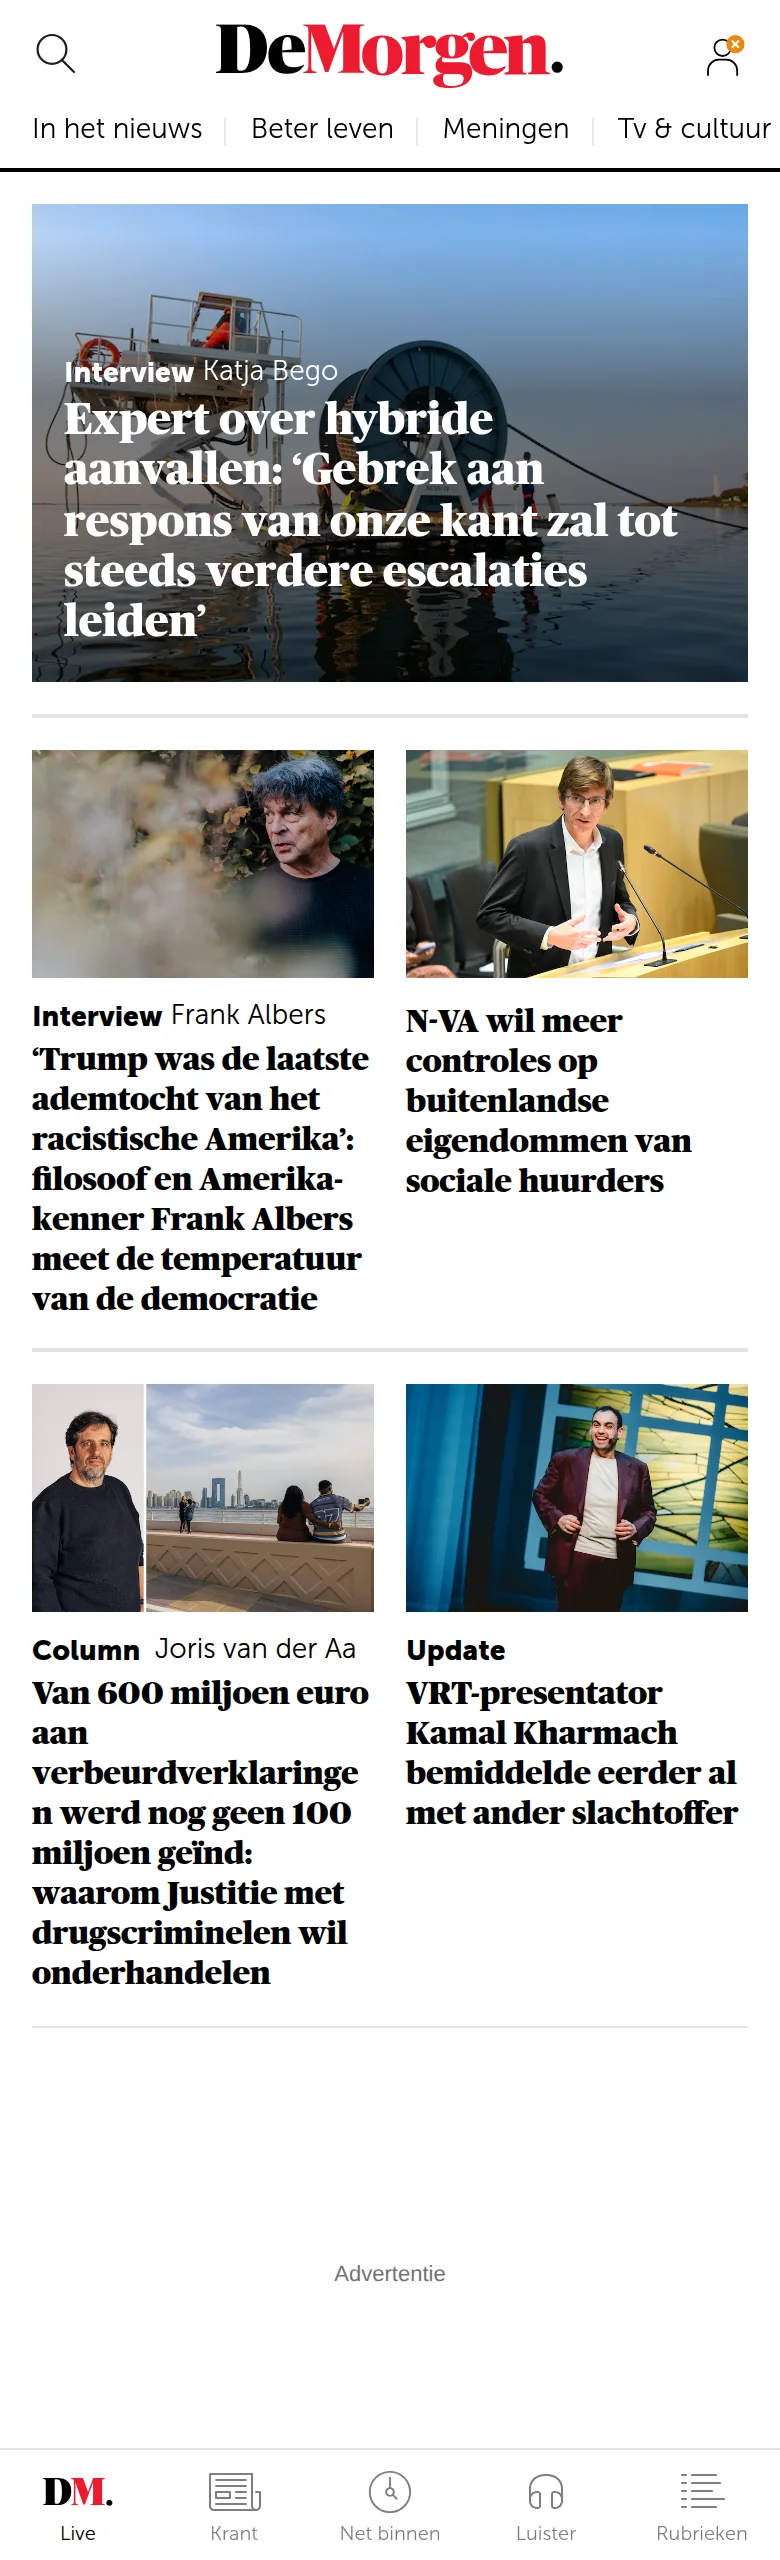 DeMorgen.
In het nieuws
Beter leven
Meningen
Tv & cultuur
Interview Katja Bego
Expert over hybride
aanvallen: ‘Gebrek aan
respons van onze kant zal tot
steeds verdere escalaties
leiden’
Interview Frank Albers
‘Trump was de laatste
ademtocht van het
racistische Amerika’:
filosoof en Amerika-
kenner Frank Albers
meet de temperatuur
van de democratie
N-VA wil meer
controles op
buitenlandse
eigendommen van
sociale huurders
Column Joris van der Aa
Van 600 miljoen euro
aan
verbeurdverklaringe
n werd nog geen 100
miljoen geïnd:
waarom Justitie met
drugscriminelen wil
onderhandelen
Update
VRT-presentator
Kamal Kharmach
bemiddelde eerder al
met ander slachtoffer
Advertentie
DM.
Live
Krant
Net binnen
Luister
Rubrieken